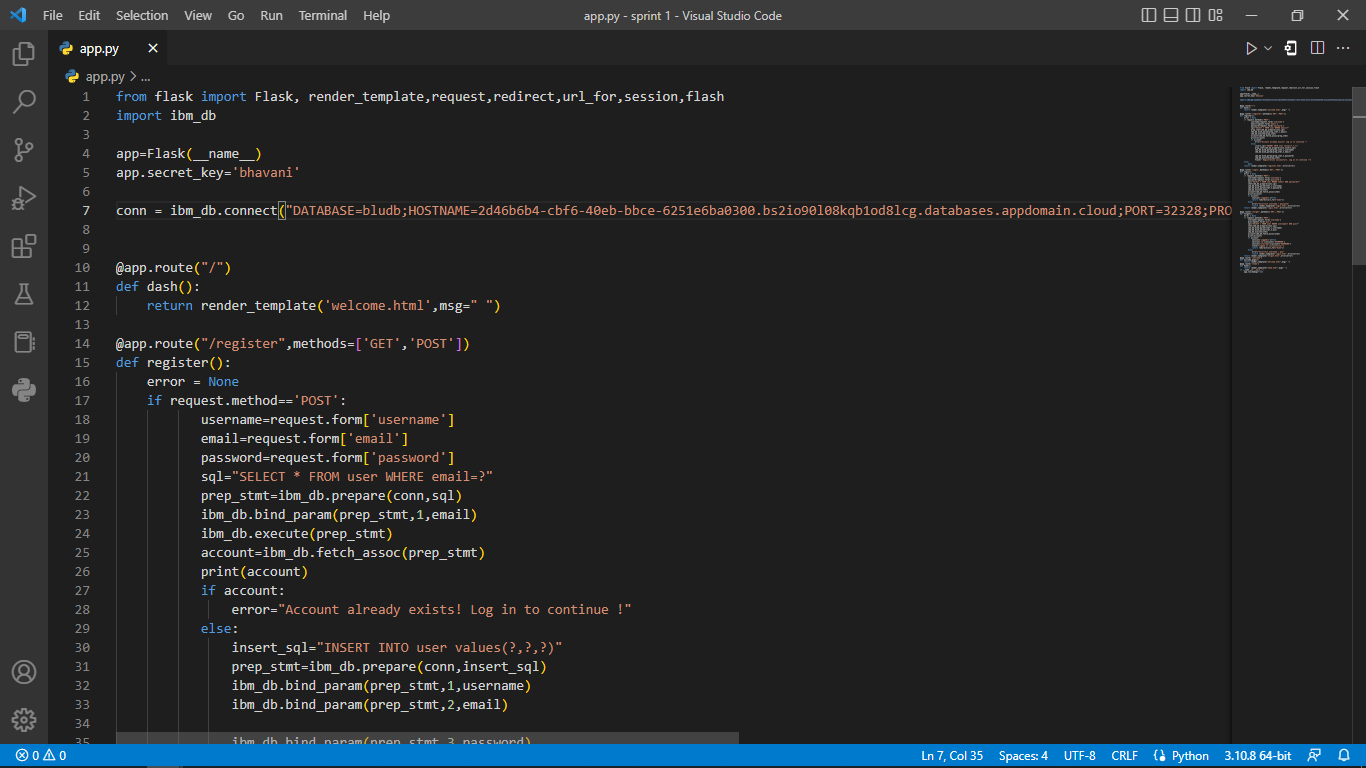 File Edit Selection View Go Run Terminal Help app.py - sprint 1 - Visual Studio Code
app.py
app.py > ...
1 from flask import Flask, render_template,request,redirect,url_for,session,flash
2 import ibm_db
3
4 app=Flask(__name__)
5 app.secret_key='bhavani'
6
7 conn = ibm_db.connect("DATABASE=bludb;HOSTNAME=2d46b6b4-cbf6-40eb-bbce-6251e6ba0300.bs2io90l08kqb1od8lcg.databases.appdomain.cloud;PORT=32328;PRO
8
9
10 @app.route("/")
11 def dash():
12 return render_template('welcome.html',msg=" ")
13
14 @app.route("/register",methods=['GET','POST'])
15 def register():
16 error = None
17 if request.method=='POST':
18 username=request.form['username']
19 email=request.form['email']
20 password=request.form['password']
21 sql="SELECT * FROM user WHERE email=?"
22 prep_stmt=ibm_db.prepare(conn,sql)
23 ibm_db.bind_param(prep_stmt,1,email)
24 ibm_db.execute(prep_stmt)
25 account=ibm_db.fetch_assoc(prep_stmt)
26 print(account)
27 if account:
28 error="Account already exists! Log in to continue !"
29 else:
30 insert_sql="INSERT INTO user values(?,?,?)"
31 prep_stmt=ibm_db.prepare(conn,insert_sql)
32 ibm_db.bind_param(prep_stmt,1,username)
33 ibm_db.bind_param(prep_stmt,2,email)
34
35 ibm_db.bind_param(prep_stmt,3,password)
0 0 Ln 7, Col 35 Spaces: 4 UTF-8 CRLF Python 3.10.8 64-bit